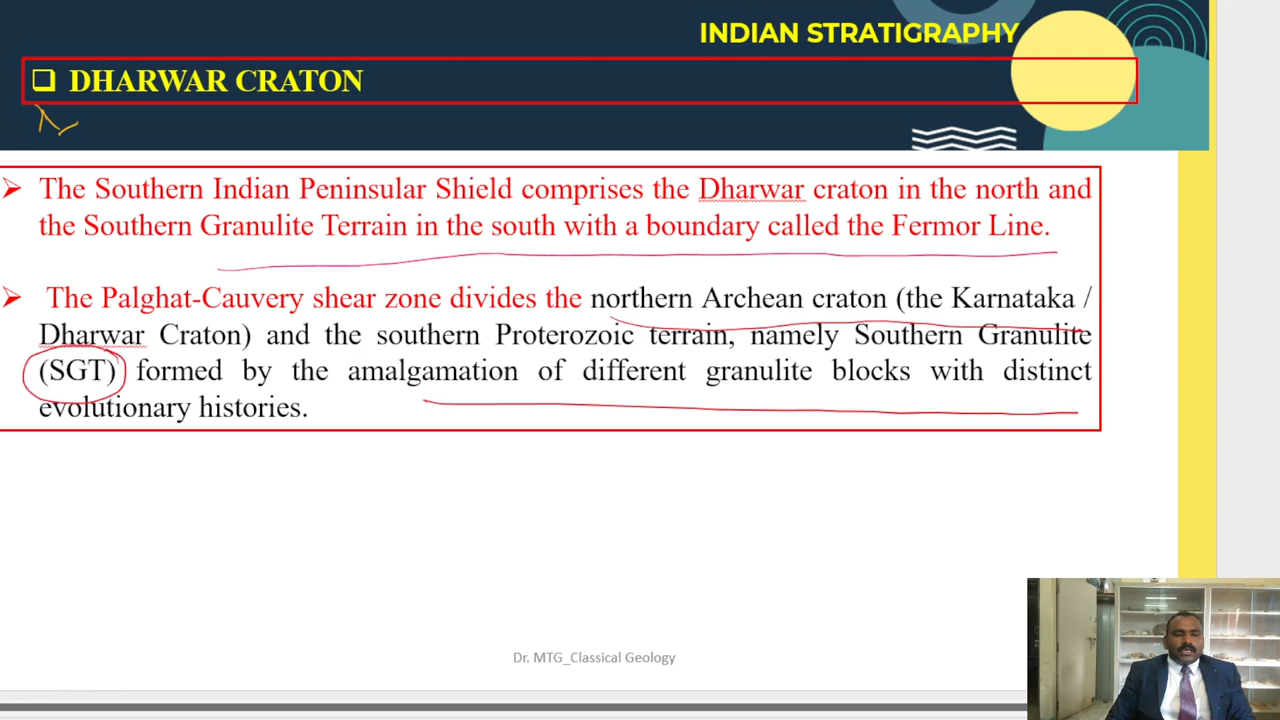 INDIAN STRATIGRAPHY
DHARWAR CRATON
The Southern Indian Peninsular Shield comprises the Dharwar craton in the north and
the Southern Granulite Terrain in the south with a boundary called the Fermor Line.
The Palghat-Cauvery shear zone divides the northern Archean craton (the Karnataka /
Dharwar Craton) and the southern Proterozoic terrain, namely Southern Granulite
(SGT) formed by the amalgamation of different granulite blocks with distinct
evolutionary histories.
Dr. MTG_Classical Geology